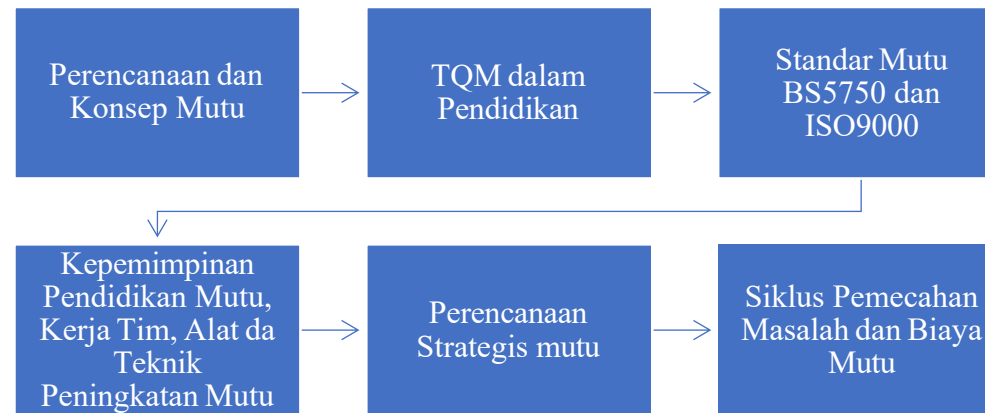 Perencanaan dan
Konsep Mutu
TQM dalam
Pendidikan
Standar Mutu
BS5750 dan
ISO9000
Kepemimpinan
Pendidikan Mutu,
Kerja Tim, Alat da
Teknik
Peningkatan Mutu
Perencanaan
Strategis mutu
Siklus Pemecahan
Masalah dan Biaya
Mutu